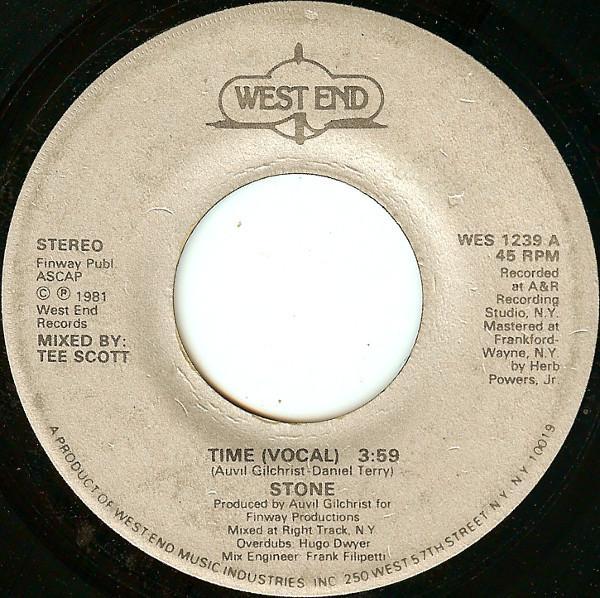 WEST END
STEREO
Finway Publ.
ASCAP
© ℗ 1981
West End
Records
MIXED BY:
TEE SCOTT
WES 1239 A
45 RPM
Recorded
at A&R
Recording
Studio, N.Y.
Mastered at
Frankford-
Wayne, N.Y.
by Herb
Powers, Jr.
TIME (VOCAL) 3:59
(Auvil Gilchrist-Daniel Terry)
STONE
Produced by Auvil Gilchrist for
Finway Productions
Mixed at Right Track, N.Y.
Overdubs: Hugo Dwyer
Mix Engineer: Frank Filipetti
A PRODUCT OF WEST END MUSIC INDUSTRIES, INC. 250 WEST 57TH STREET N.Y. N.Y. 10019